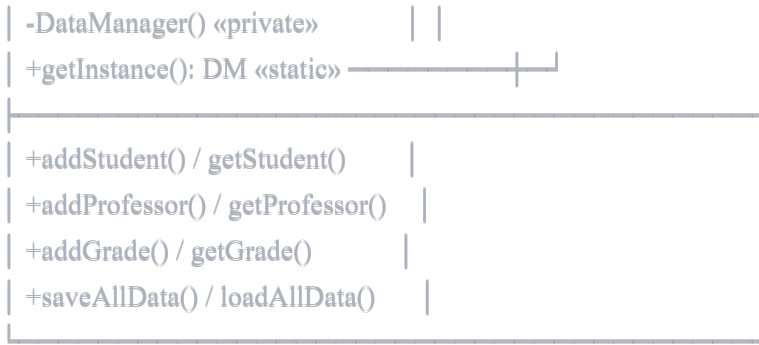 │ -DataManager() «private» │ │
│ +getInstance(): DM «static» ─────────┼──┘
├──────────────────────────────────────────
│ +addStudent() / getStudent() │
│ +addProfessor() / getProfessor() │
│ +addGrade() / getGrade() │
│ +saveAllData() / loadAllData() │
└──────────────────────────────────────────